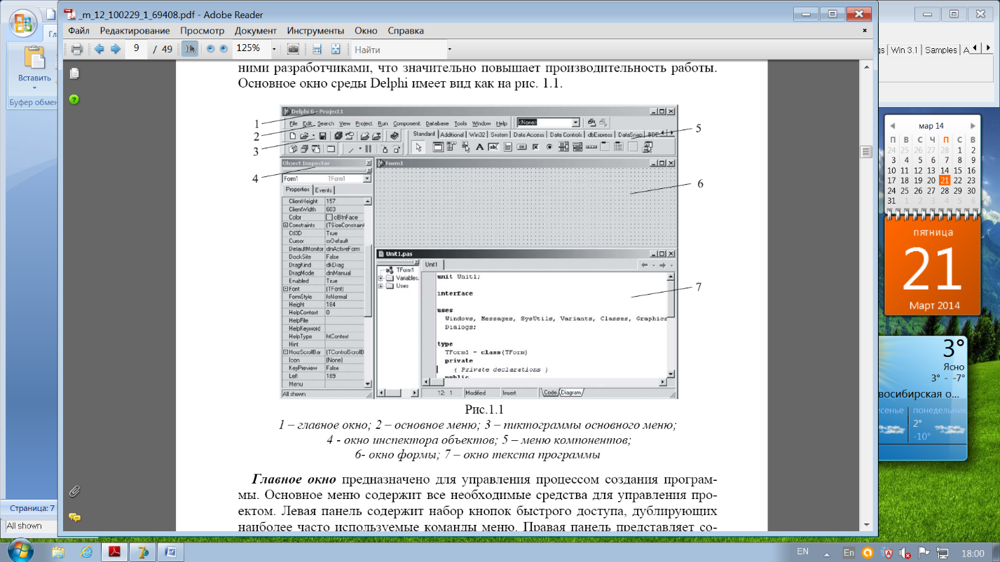 _m_12_100229_1_69408.pdf - Adobe Reader
Файл Редактирование Просмотр Документ Инструменты Окно Справка
9 / 49 125% Найти
Вставить
Буфер обмен
Win 3.1 Samples A
ними разработчиками, что значительно повышает производительность работы.
Основное окно среды Delphi имеет вид как на рис. 1.1.
Delphi 6 - Project1
File Edit Search View Project Run Component Database Tools Window Help <None>
Standard Additional Win32 System Data Access Data Controls dbExpress DataSnap BDE
1
2
3
4
5
6
7
Object Inspector
Form1 TForm1
Properties Events
ClientHeight 157
ClientWidth 603
Color clBtnFace
Constraints (TSizeConstraint
Ctl3D True
Cursor crDefault
DefaultMonitor dmActiveForm
DockSite False
DragKind dkDrag
DragMode dmManual
Enabled True
Font (TFont)
FormStyle fsNormal
Height 184
HelpContext 0
HelpFile
HelpKeyword
HelpType htContext
Hint
HorzScrollBar (TControlScrollB
Icon (None)
KeyPreview False
Left 189
Menu
All shown
Form1
Unit1.pas
TForm1
Variables
Uses
Unit1
unit Unit1;
interface
uses
Windows, Messages, SysUtils, Variants, Classes, Graphics
Dialogs;
type
TForm1 = class(TForm)
private
{ Private declarations }
public
12: 1 Modified Insert Code Diagram
Рис.1.1
1 – главное окно; 2 – основное меню; 3 – пиктограммы основного меню;
4 - окно инспектора объектов; 5 – меню компонентов;
6- окно формы; 7 – окно текста программы
Главное окно предназначено для управления процессом создания програм-
мы. Основное меню содержит все необходимые средства для управления про-
ектом. Левая панель содержит набор кнопок быстрого доступа, дублирующих
наиболее часто используемые команды меню. Правая панель представляет со-
Страница: 7
All shown
мар 14
П В С Ч П С В
24 25 26 27 28 1 2
3 4 5 6 7 8 9
10 11 12 13 14 15 16
17 18 19 20 21 22 23
24 25 26 27 28 29 30
31 1 2 3 4 5 6
пятница
21
Март 2014
3°
Ясно
3° - -7°
восибирская о...
есенье понедельник
2°
-10°
EN En 18:00